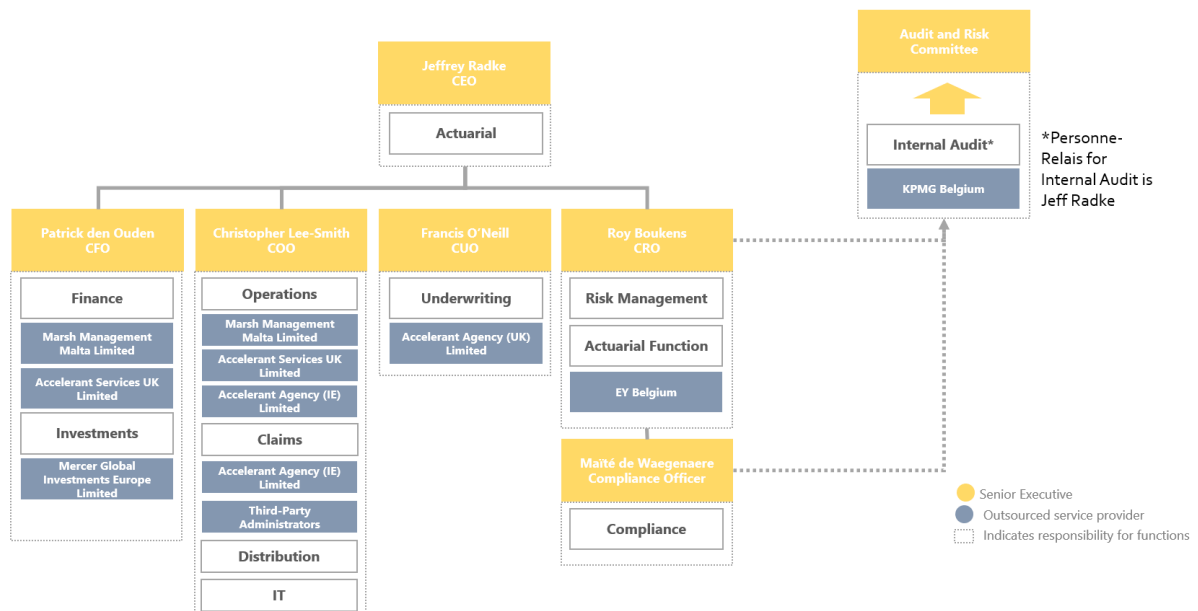 Jeffrey Radke
CEO
Actuarial
Audit and Risk
Committee
Internal Audit*
KPMG Belgium
*Personne-
Relais for
Internal Audit is
Jeff Radke
Patrick den Ouden
CFO
Finance
Marsh Management
Malta Limited
Accelerant Services UK
Limited
Investments
Mercer Global
Investments Europe
Limited
Christopher Lee-Smith
COO
Operations
Marsh Management
Malta Limited
Accelerant Services UK
Limited
Accelerant Agency (IE)
Limited
Claims
Accelerant Agency (IE)
Limited
Third-Party
Administrators
Distribution
IT
Francis O'Neill
CUO
Underwriting
Accelerant Agency (UK)
Limited
Roy Boukens
CRO
Risk Management
Actuarial Function
EY Belgium
Maïté de Waegenaere
Compliance Officer
Compliance
Senior Executive
Outsourced service provider
Indicates responsibility for functions